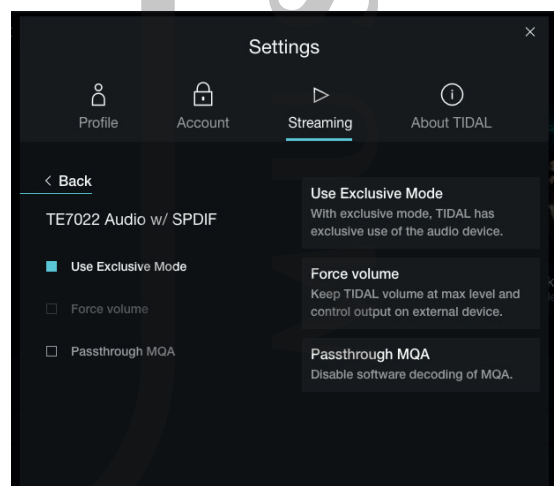 Settings
×
Profile
Account
Streaming
About TIDAL
< Back
TE7022 Audio w/ SPDIF
Use Exclusive Mode
Force volume
Passthrough MQA
Use Exclusive Mode
With exclusive mode, TIDAL has
exclusive use of the audio device.
Force volume
Keep TIDAL volume at max level and
control output on external device.
Passthrough MQA
Disable software decoding of MQA.